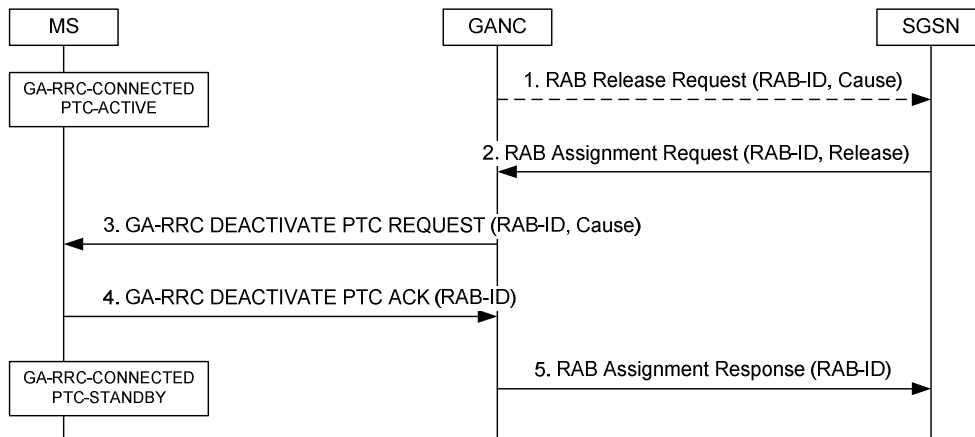 MS
GANC
SGSN
GA-RRC-CONNECTED
PTC-ACTIVE
1. RAB Release Request (RAB-ID, Cause)
2. RAB Assignment Request (RAB-ID, Release)
3. GA-RRC DEACTIVATE PTC REQUEST (RAB-ID, Cause)
4. GA-RRC DEACTIVATE PTC ACK (RAB-ID)
GA-RRC-CONNECTED
PTC-STANDBY
5. RAB Assignment Response (RAB-ID)